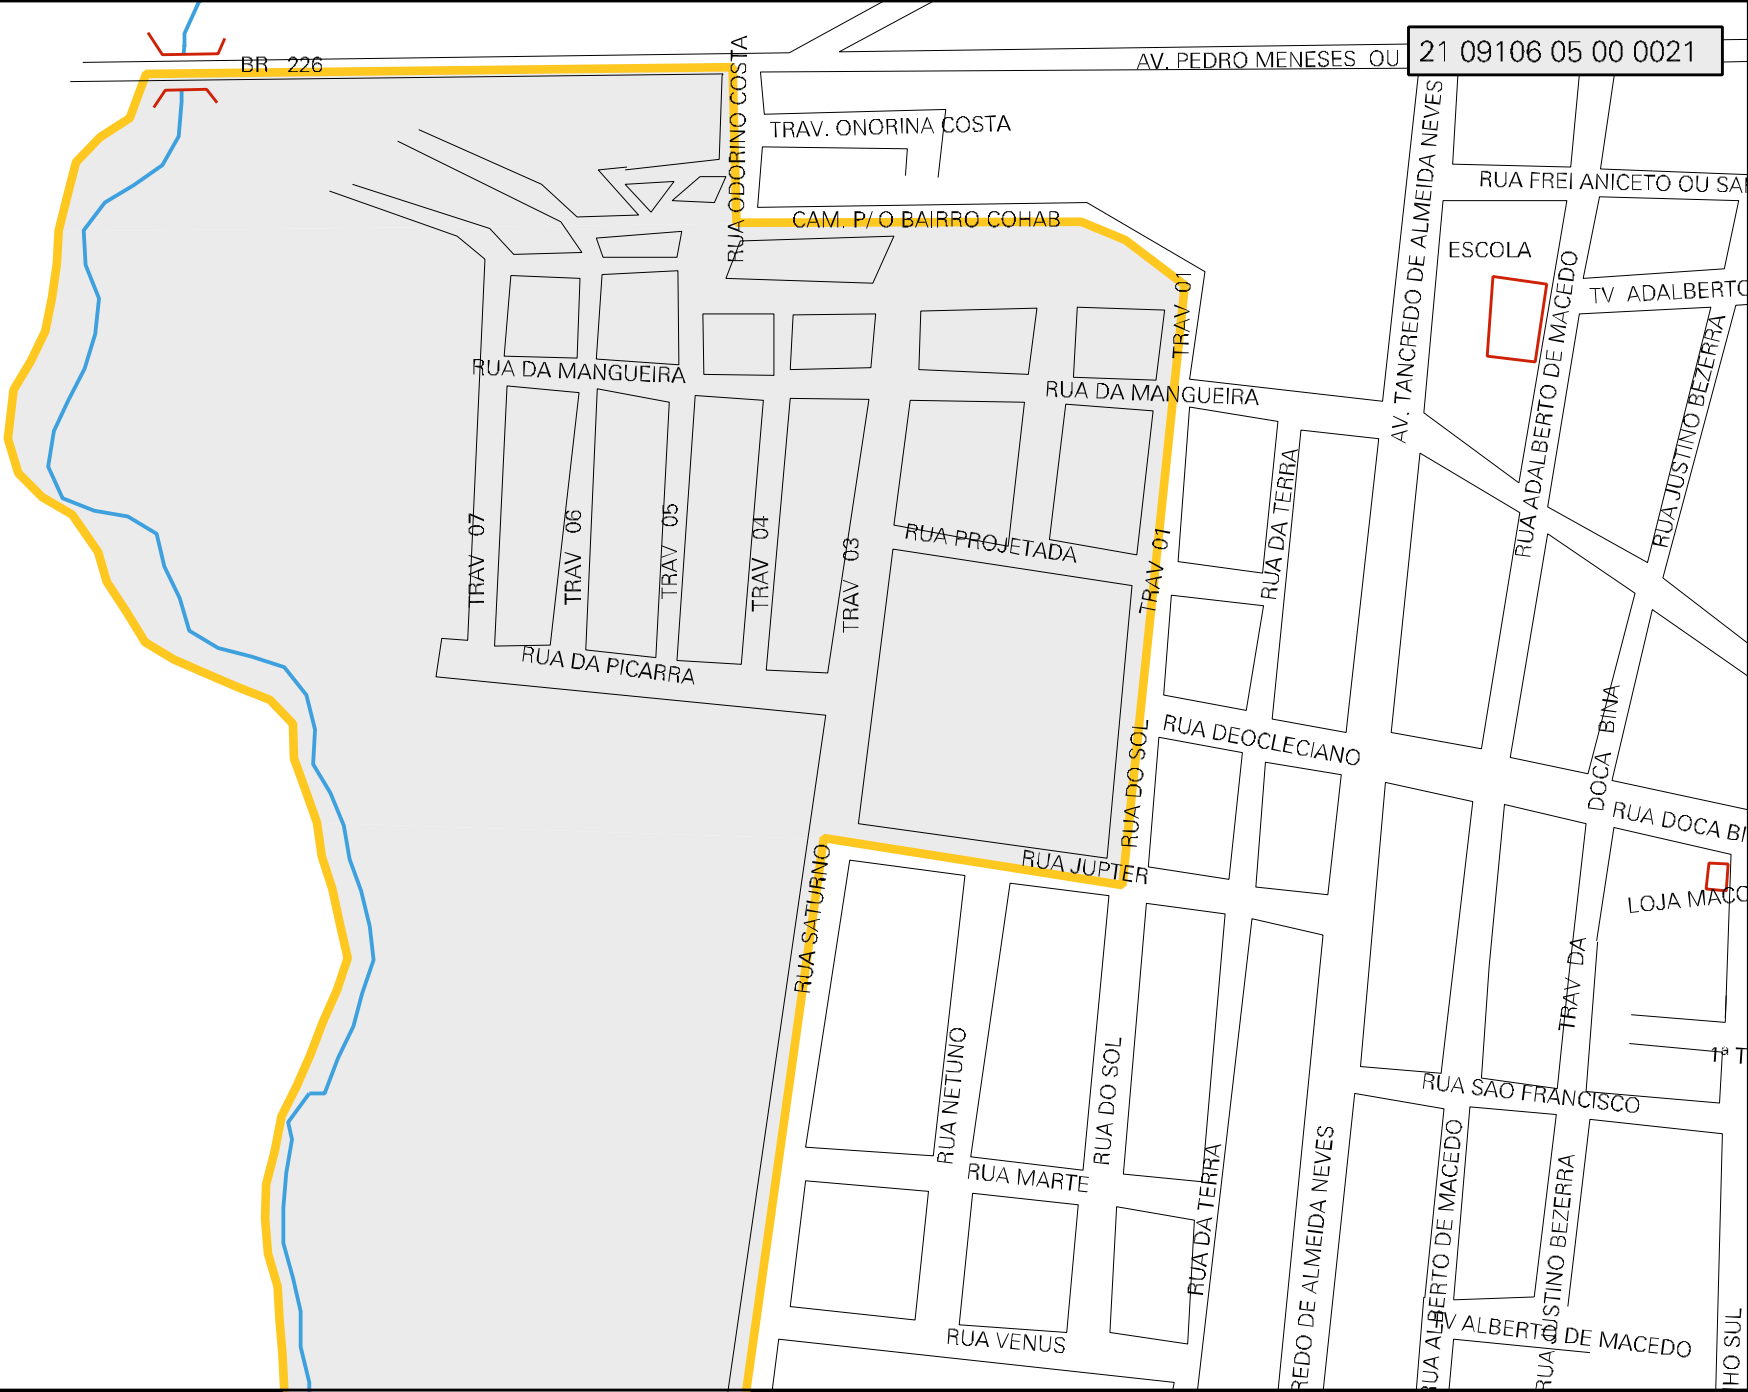 BR 226
RUA ODORINO COSTA
AV. PEDRO MENESES OU
21 09106 05 00 0021
TRAV. ONORINA COSTA
RUA FREI ANICETO OU
CAM. P/ O BAIRRO COHAB
ESCOLA
TRAV 01
AV. TANCREDO DE ALMEIDA NEVES
RUA ADALBERTO DE MACEDO
TV ADALBERTO
RUA JUSTINO BEZERRA
RUA DA MANGUEIRA
RUA DA MANGUEIRA
RUA DA TERRA
TRAV 07
TRAV 06
TRAV 05
TRAV 04
TRAV 03
RUA PROJETADA
TRAV 01
RUA DA PICARRA
RUA DO SOL
RUA DEOCLECIANO
DOCA BINA
RUA DOCA
RUA JUPTER
RUA SATURNO
LOJA
TRAV DA
RUA NETUNO
RUA DO SOL
1ª T
RUA SAO FRANCISCO
RUA MARTE
RUA DA TERRA
REDO DE ALMEIDA NEVES
RUA ALBERTO DE MACEDO
RUA JUSTINO BEZERRA
RUA VENUS
TV ALBERTO DE MACEDO
HO SUL